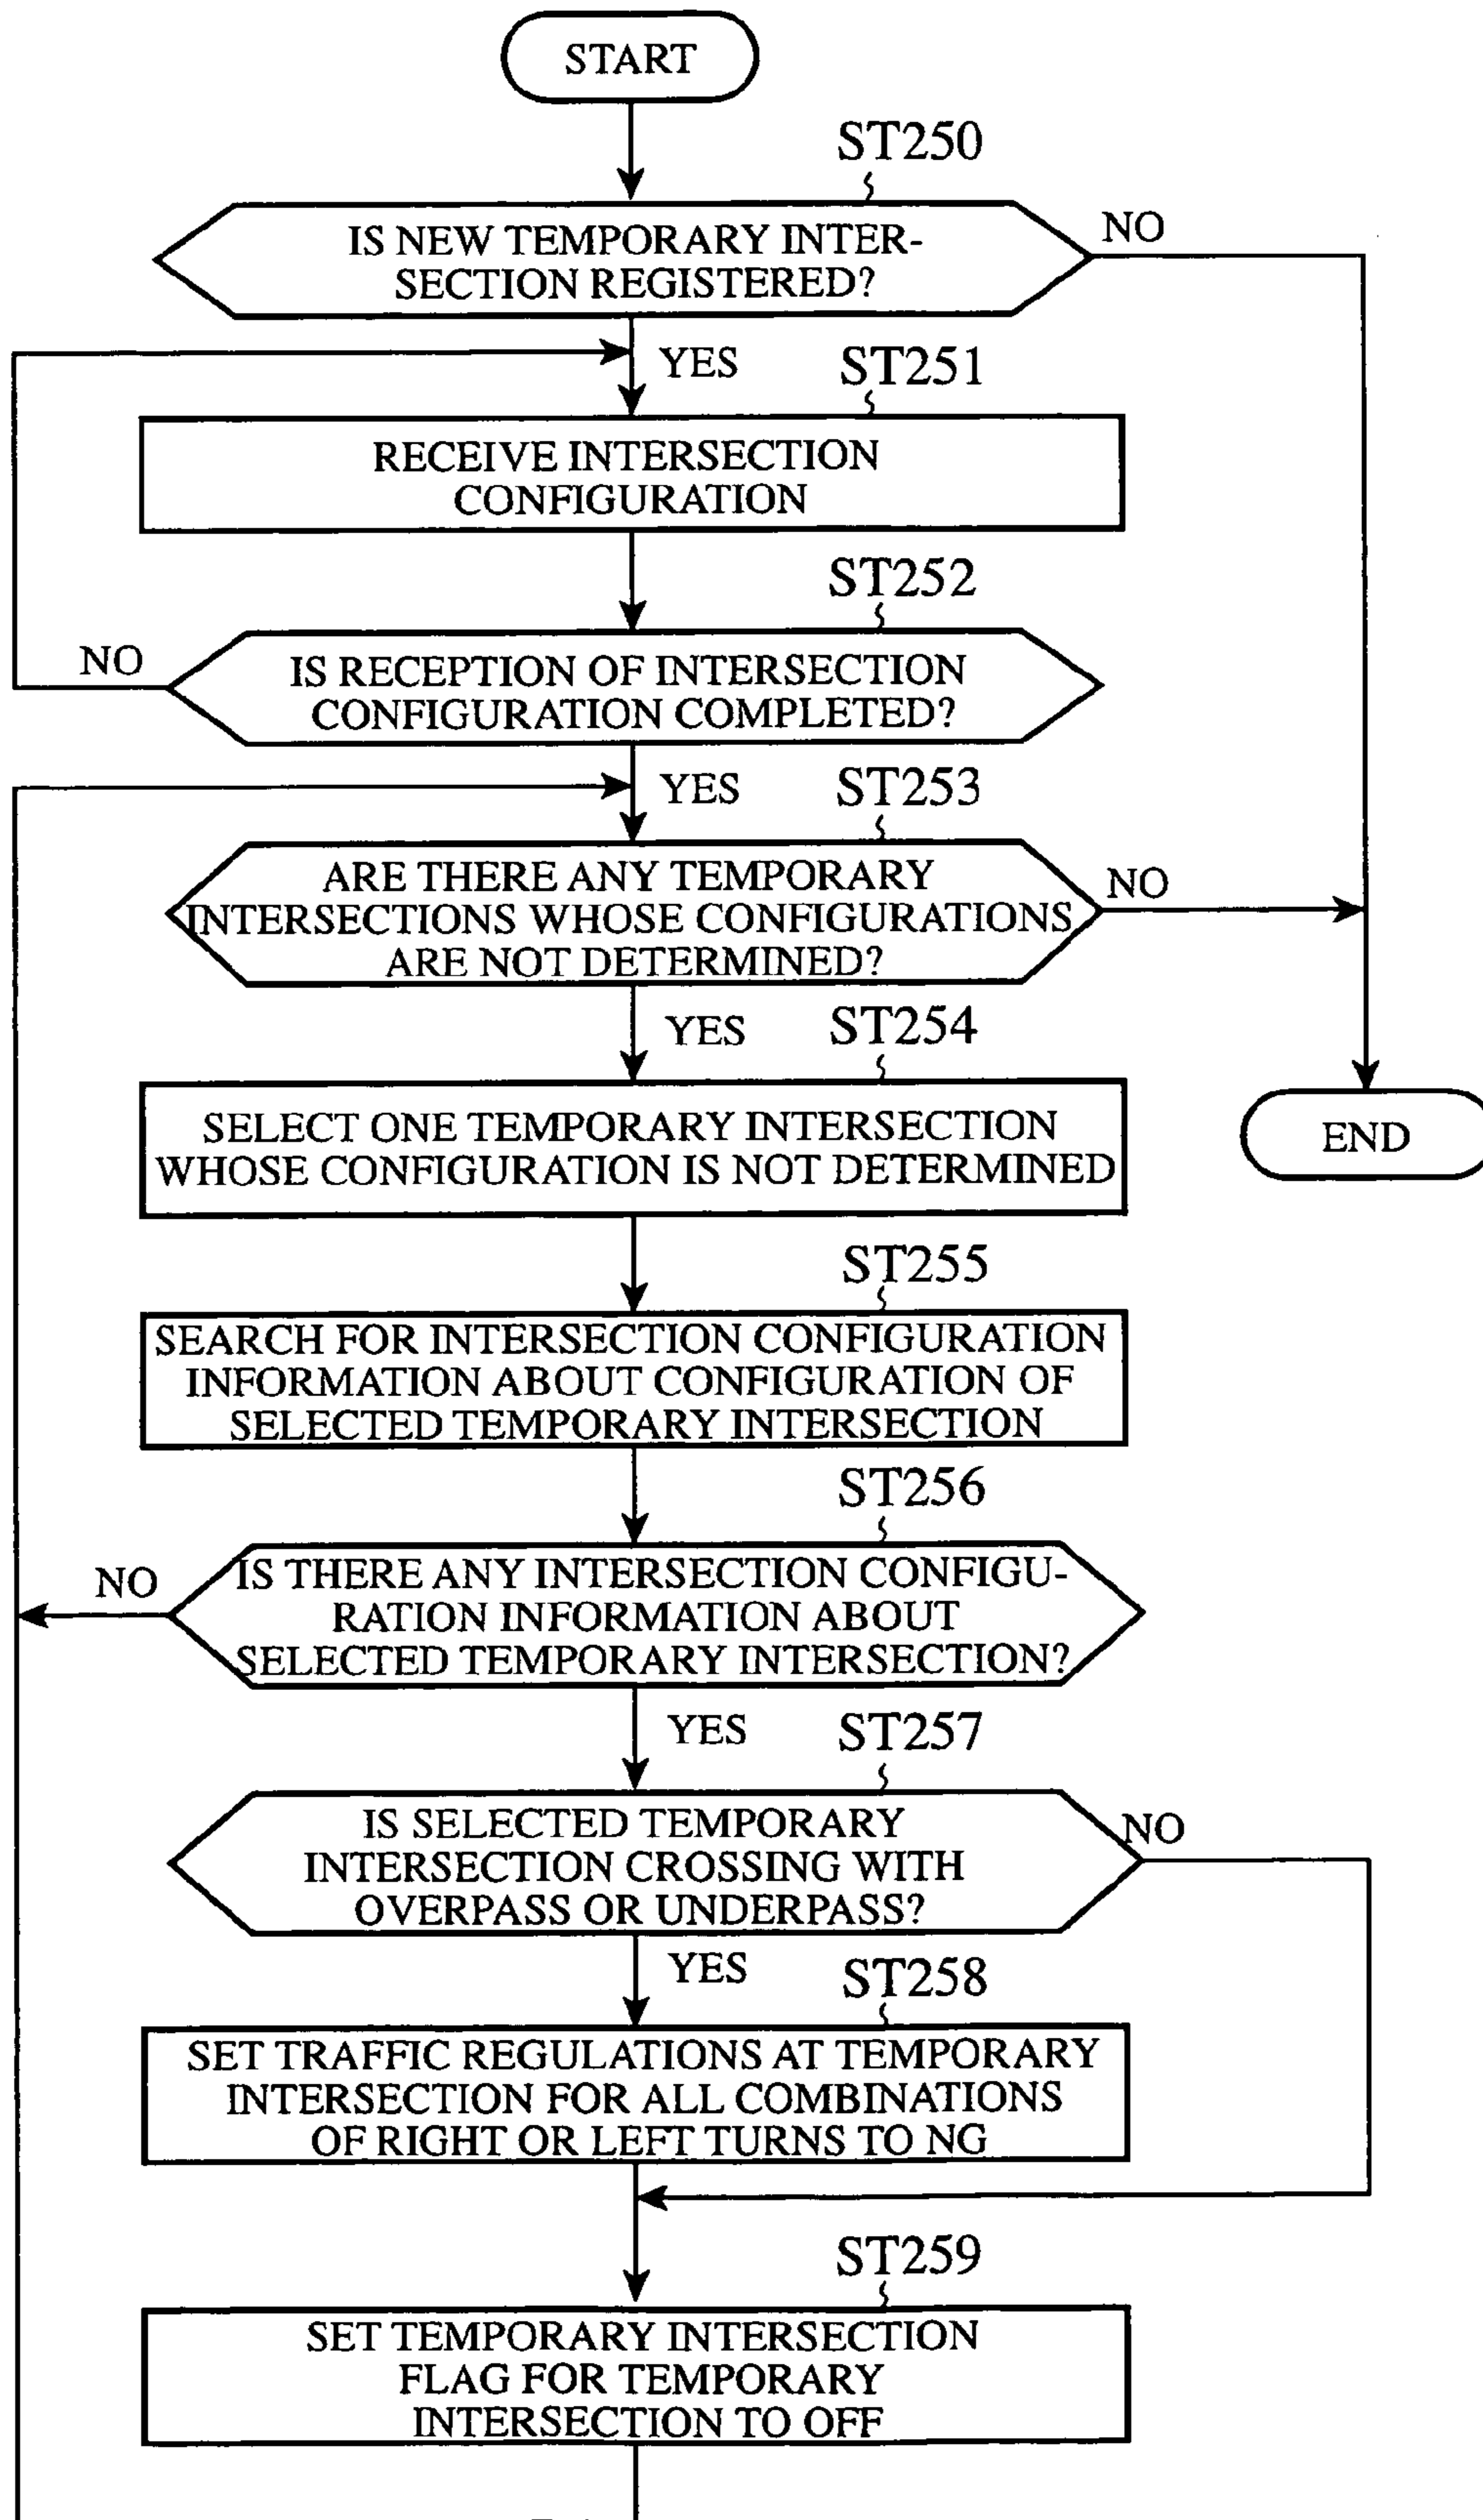 START
ST250
IS NEW TEMPORARY INTER-
SECTION REGISTERED?
NO
YES
ST251
RECEIVE INTERSECTION
CONFIGURATION
ST252
NO
IS RECEPTION OF INTERSECTION
CONFIGURATION COMPLETED?
YES
ST253
ARE THERE ANY TEMPORARY
INTERSECTIONS WHOSE CONFIGURATIONS
ARE NOT DETERMINED?
NO
YES
ST254
SELECT ONE TEMPORARY INTERSECTION
WHOSE CONFIGURATION IS NOT DETERMINED
END
ST255
SEARCH FOR INTERSECTION CONFIGURATION
INFORMATION ABOUT CONFIGURATION OF
SELECTED TEMPORARY INTERSECTION
ST256
NO
IS THERE ANY INTERSECTION CONFIGU-
RATION INFORMATION ABOUT
SELECTED TEMPORARY INTERSECTION?
YES
ST257
IS SELECTED TEMPORARY
INTERSECTION CROSSING WITH
OVERPASS OR UNDERPASS?
NO
YES
ST258
SET TRAFFIC REGULATIONS AT TEMPORARY
INTERSECTION FOR ALL COMBINATIONS
OF RIGHT OR LEFT TURNS TO NG
ST259
SET TEMPORARY INTERSECTION
FLAG FOR TEMPORARY
INTERSECTION TO OFF